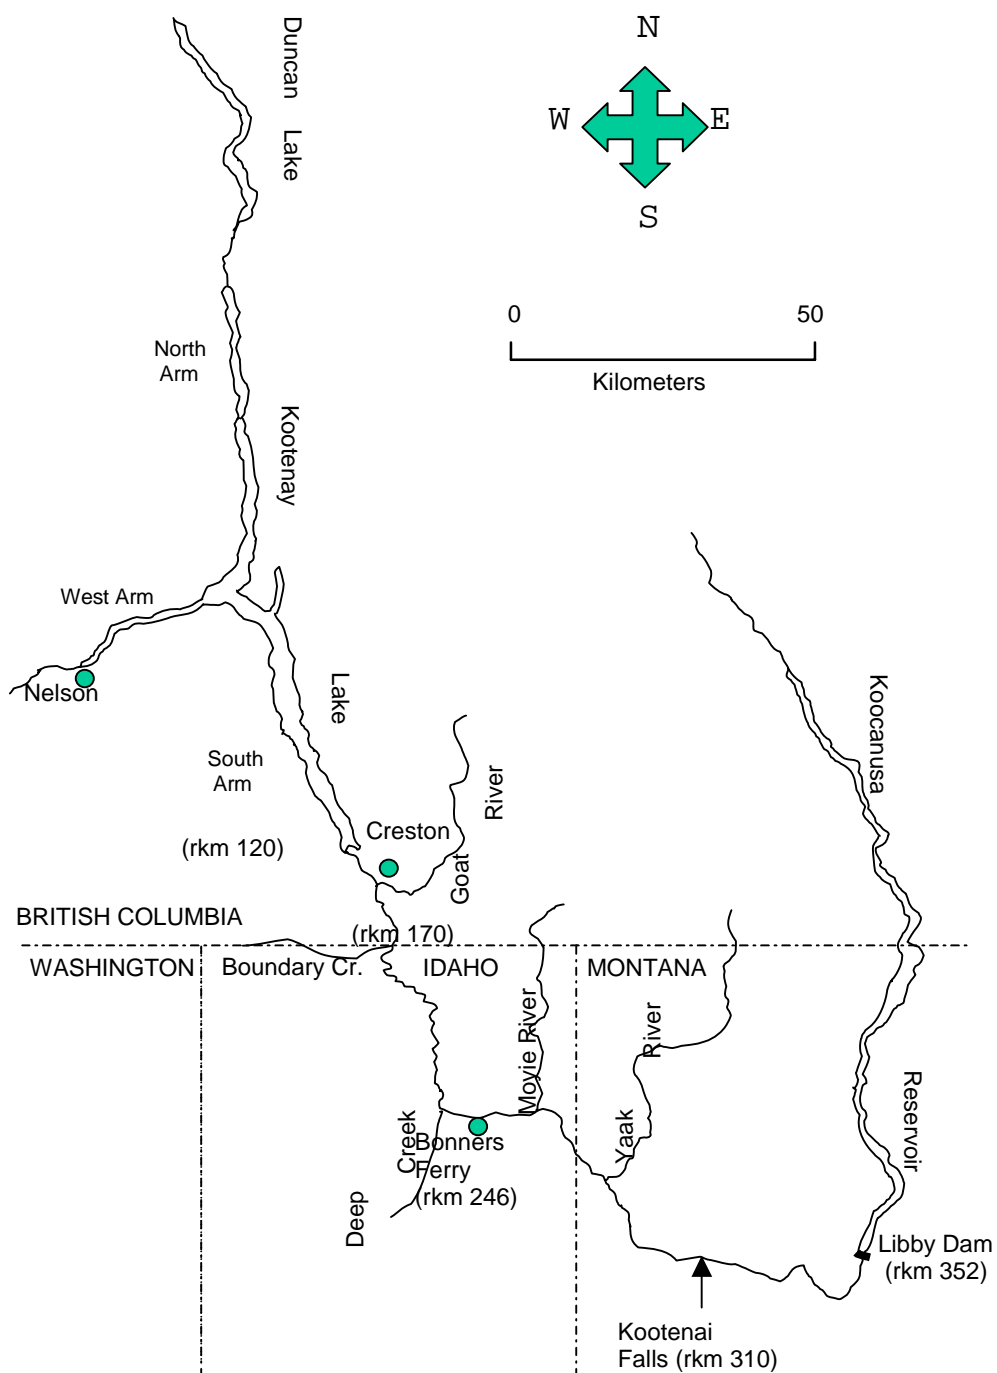 Duncan Lake
N
W
E
S
0
50
Kilometers
North
Arm
Kootenay
West Arm
Nelson
Lake
Koocanusa
South
Arm
River
Creston
(rkm 120)
Goat
BRITISH COLUMBIA
(rkm 170)
WASHINGTON
Boundary Cr.
IDAHO
MONTANA
Moyie River
River
Reservoir
Creek
Yaak
Bonners
Ferry
(rkm 246)
Deep
Libby Dam
(rkm 352)
Kootenai
Falls (rkm 310)